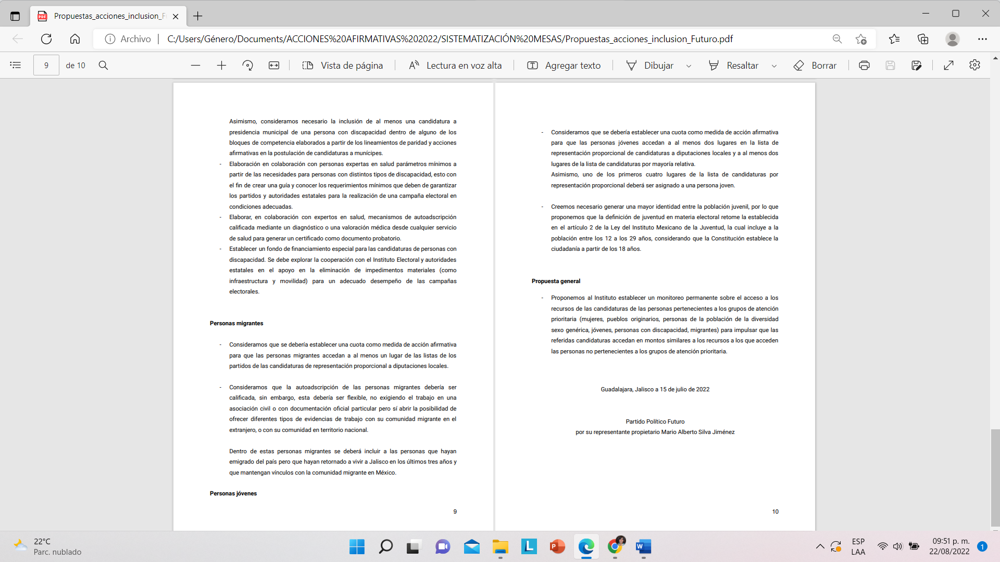 Propuestas_acciones_inclusion_F
Archivo
C:/Users/Género/Documents/ACCIONES%20AFIRMATIVAS%202022/SISTEMATIZACIÓN%20MESAS/Propuestas_acciones_inclusion_Futuro.pdf
9 de 10
Vista de página
Lectura en voz alta
Agregar texto
Dibujar
Resaltar
Borrar
Asimismo, consideramos necesario la inclusión de al menos una candidatura a
presidencia municipal de una persona con discapacidad dentro de alguno de los
bloques de competencia elaborados a partir de los lineamientos de paridad y acciones
afirmativas en la postulación de candidaturas a munícipes.
- Elaboración en colaboración con personas expertas en salud parámetros mínimos a
partir de las necesidades para personas con distintos tipos de discapacidad, esto con
el fin de crear una guía y conocer los requerimientos mínimos que deben de garantizar
los partidos y autoridades estatales para la realización de una campaña electoral en
condiciones adecuadas.
- Elaborar, en colaboración con expertos en salud, mecanismos de autoadscripción
calificada mediante un diagnóstico o una valoración médica desde cualquier servicio
de salud para generar un certificado como documento probatorio.
- Establecer un fondo de financiamiento especial para las candidaturas de personas con
discapacidad. Se debe explorar la cooperación con el Instituto Electoral y autoridades
estatales en el apoyo en la eliminación de impedimentos materiales (como
infraestructura y movilidad) para un adecuado desempeño de las campañas
electorales.
Personas migrantes
- Consideramos que se debería establecer una cuota como medida de acción afirmativa
para que las personas migrantes accedan a al menos un lugar de las listas de los
partidos de las candidaturas de representación proporcional a diputaciones locales.
- Consideramos que la autoadscripción de las personas migrantes debería ser
calificada, sin embargo, esta debería ser flexible, no exigiendo el trabajo en una
asociación civil o con documentación oficial particular pero sí abrir la posibilidad de
ofrecer diferentes tipos de evidencias de trabajo con su comunidad migrante en el
extranjero, o con su comunidad en territorio nacional.
Dentro de estas personas migrantes se deberá incluir a las personas que hayan
emigrado del país pero que hayan retornado a vivir a Jalisco en los últimos tres años y
que mantengan vínculos con la comunidad migrante en México.
Personas jóvenes
9
- Consideramos que se debería establecer una cuota como medida de acción afirmativa
para que las personas jóvenes accedan a al menos dos lugares en la lista de
representación proporcional de candidaturas a diputaciones locales y a al menos dos
lugares de la lista de candidaturas por mayoría relativa.
Asimismo, uno de los primeros cuatro lugares de la lista de candidaturas por
representación proporcional deberá ser asignado a una persona joven.
- Creemos necesario generar una mayor identidad entre la población juvenil, por lo que
proponemos que la definición de juventud en materia electoral retome la establecida
en el artículo 2 de la Ley del Instituto Mexicano de la Juventud, la cual incluye a la
población entre los 12 a los 29 años, considerando que la Constitución establece la
ciudadanía a partir de los 18 años.
Propuesta general
- Proponemos al Instituto establecer un monitoreo permanente sobre el acceso a los
recursos de las candidaturas de las personas pertenecientes a los grupos de atención
prioritaria (mujeres, pueblos originarios, personas de la población de la diversidad
sexo genérica, jóvenes, personas con discapacidad, migrantes) para impulsar que las
referidas candidaturas accedan en montos similares a los recursos a los que acceden
las personas no pertenecientes a los grupos de atención prioritaria.
Guadalajara, Jalisco a 15 de julio de 2022
Partido Político Futuro
por su representante propietario Mario Alberto Silva Jiménez
10
22°C
Parc. nublado
ESP
LAA
09:51 p. m.
22/08/2022
1